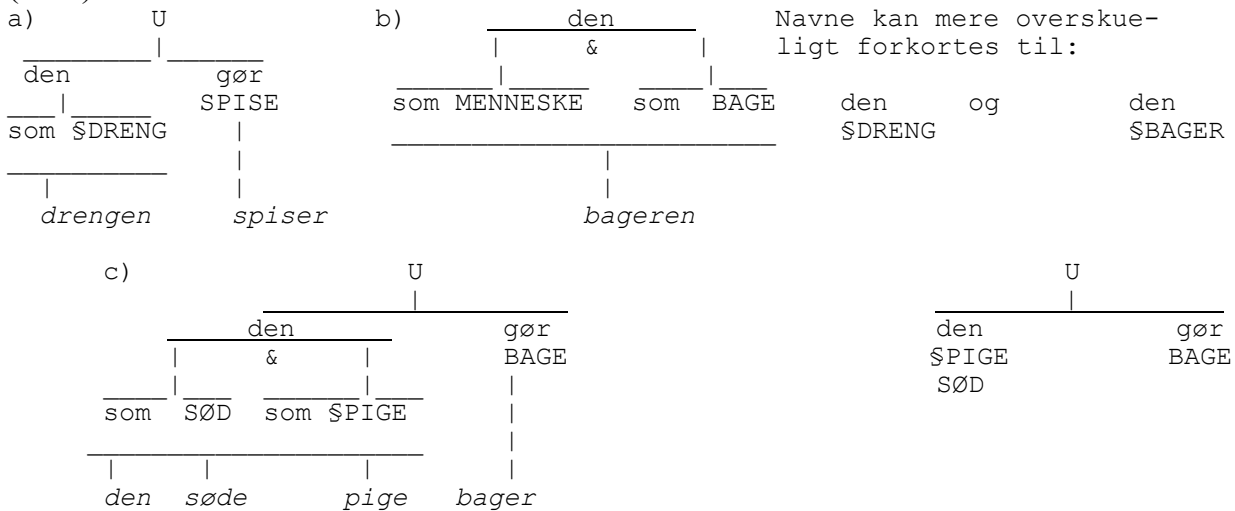 a) U b) den Navne kan mere overskue-
& ligt forkortes til:
den gør
SPISE som MENNESKE som BAGE den og den
som §DRENG §DRENG §BAGER
drengen spiser bageren
c) U U
den gør den gør
& BAGE §PIGE BAGE
SØD
som SØD som §PIGE
den søde pige bager